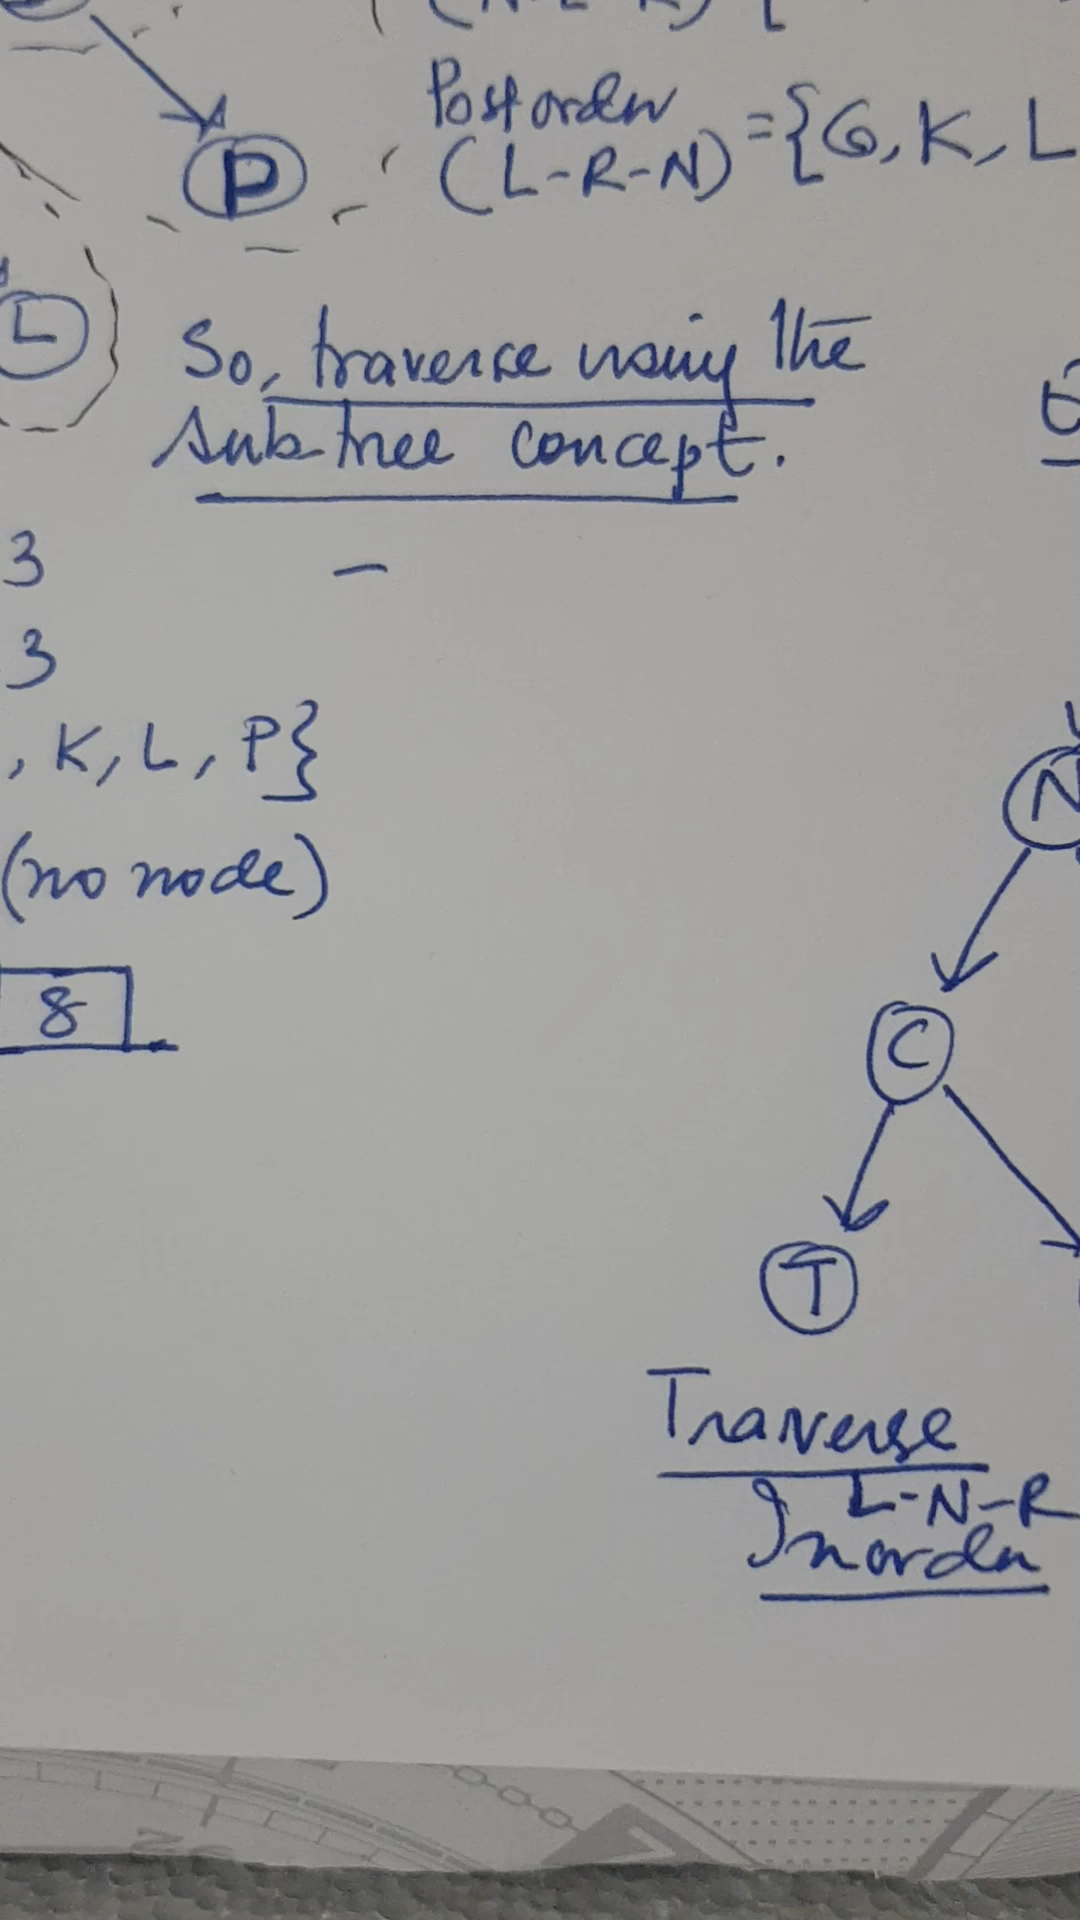 P
Postorder
(L-R-N) = {G, K, L
L
So, traverse using the
subtree concept.
3
3
, K, L, P}
N
(no node)
8
C
T
Traverse
L-N-R
Inorder